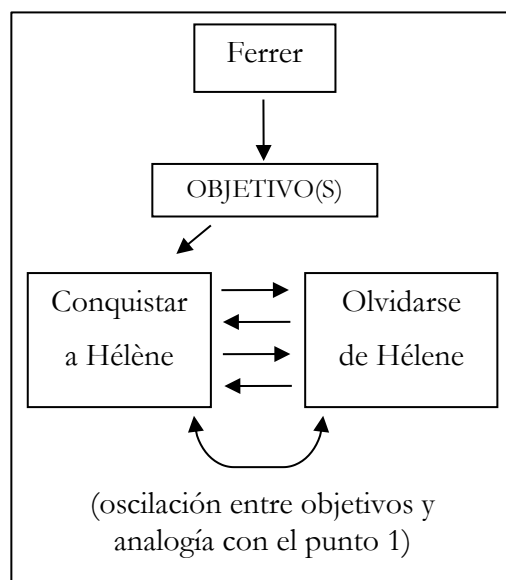 Ferrer
OBJETIVO(S)
Conquistar
a Hélène
Olvidarse
de Hélene
(oscilación entre objetivos y
analogía con el punto 1)